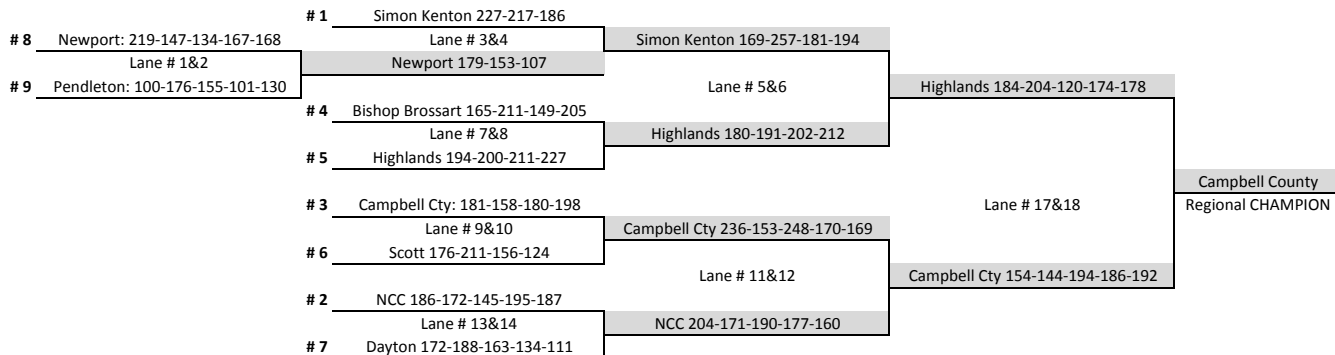 # 1 Simon Kenton 227-217-186
# 8 Newport: 219-147-134-167-168
Lane # 3&4
Simon Kenton 169-257-181-194
Lane # 1&2
Newport 179-153-107
# 9 Pendleton: 100-176-155-101-130
Lane # 5&6
Highlands 184-204-120-174-178
# 4 Bishop Brossart 165-211-149-205
Lane # 7&8
Highlands 180-191-202-212
# 5 Highlands 194-200-211-227
Campbell County
# 3 Campbell Cty: 181-158-180-198
Lane # 17&18
Regional CHAMPION
Lane # 9&10
Campbell Cty 236-153-248-170-169
# 6 Scott 176-211-156-124
Lane # 11&12
Campbell Cty 154-144-194-186-192
# 2 NCC 186-172-145-195-187
Lane # 13&14
NCC 204-171-190-177-160
# 7 Dayton 172-188-163-134-111